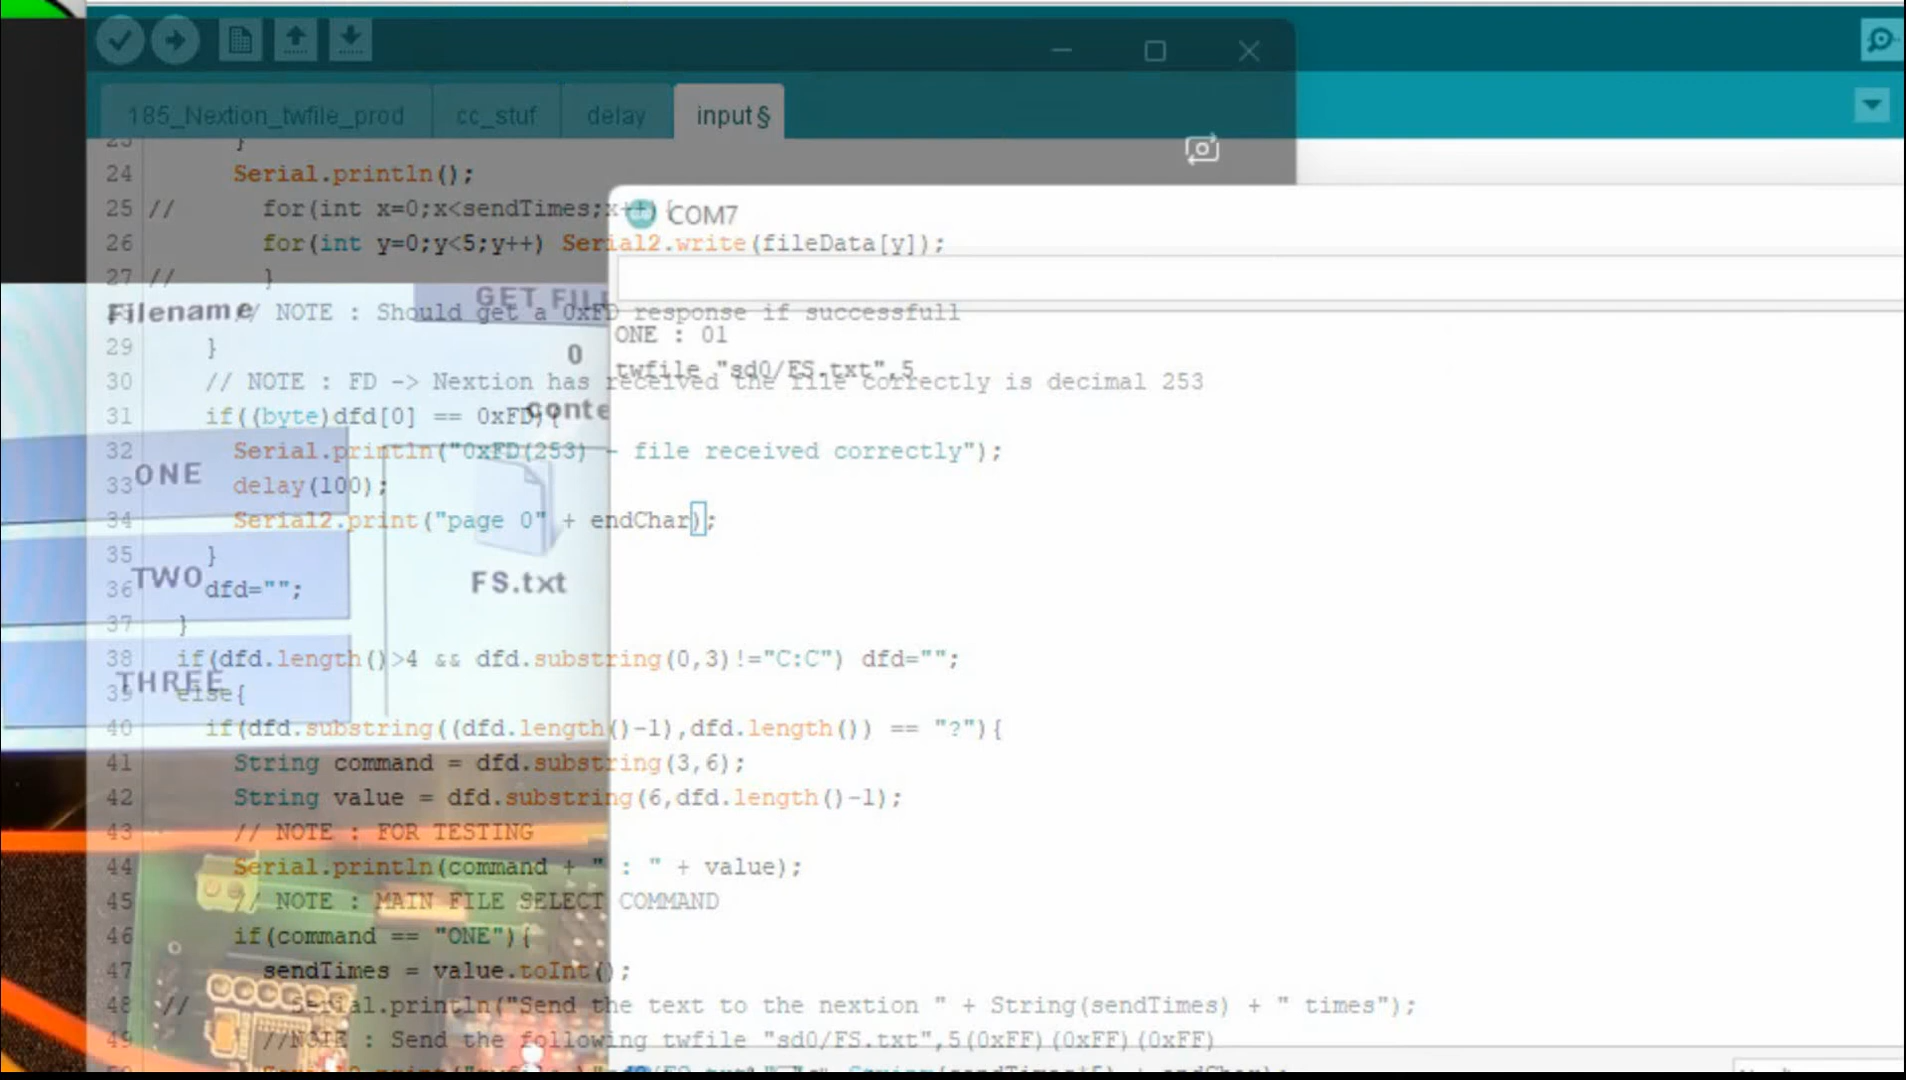 185_Nextion_twfile_prod cc_stuf delay input§
23 }
24 Serial.println();
25 // for(int x=0;x<sendTimes;x++){
COM7
26 for(int y=0;y<5;y++) Serial2.write(fileData[y]);
27 // }
Filename
GET FIL
// NOTE : Should get a 0xFD response if successfull
ONE : 01
29 }
0
twfile "sd0/FS.txt",5
30 // NOTE : FD -> Nextion has received the file correctly is decimal 253
31 if((byte)dfd[0] == 0xFD){
conte
32 Serial.println("0xFD(253) - file received correctly");
ONE
33 delay(100);
34 Serial2.print("page 0" + endChar);
35 }
TWO
FS.txt
36 dfd="";
37 }
38 if(dfd.length()>4 && dfd.substring(0,3)!="C:C") dfd="";
THREE
39 else{
40 if(dfd.substring((dfd.length()-1),dfd.length()) == "?"){
41 String command = dfd.substring(3,6);
42 String value = dfd.substring(6,dfd.length()-1);
43 // NOTE : FOR TESTING
44 Serial.println(command + " : " + value);
45 // NOTE : MAIN FILE SELECT COMMAND
46 if(command == "ONE"){
47 sendTimes = value.toInt();
48 // Serial.println("Send the text to the nextion " + String(sendTimes) + " times");
49 //NOTE : Send the following twfile "sd0/FS.txt",5(0xFF)(0xFF)(0xFF)